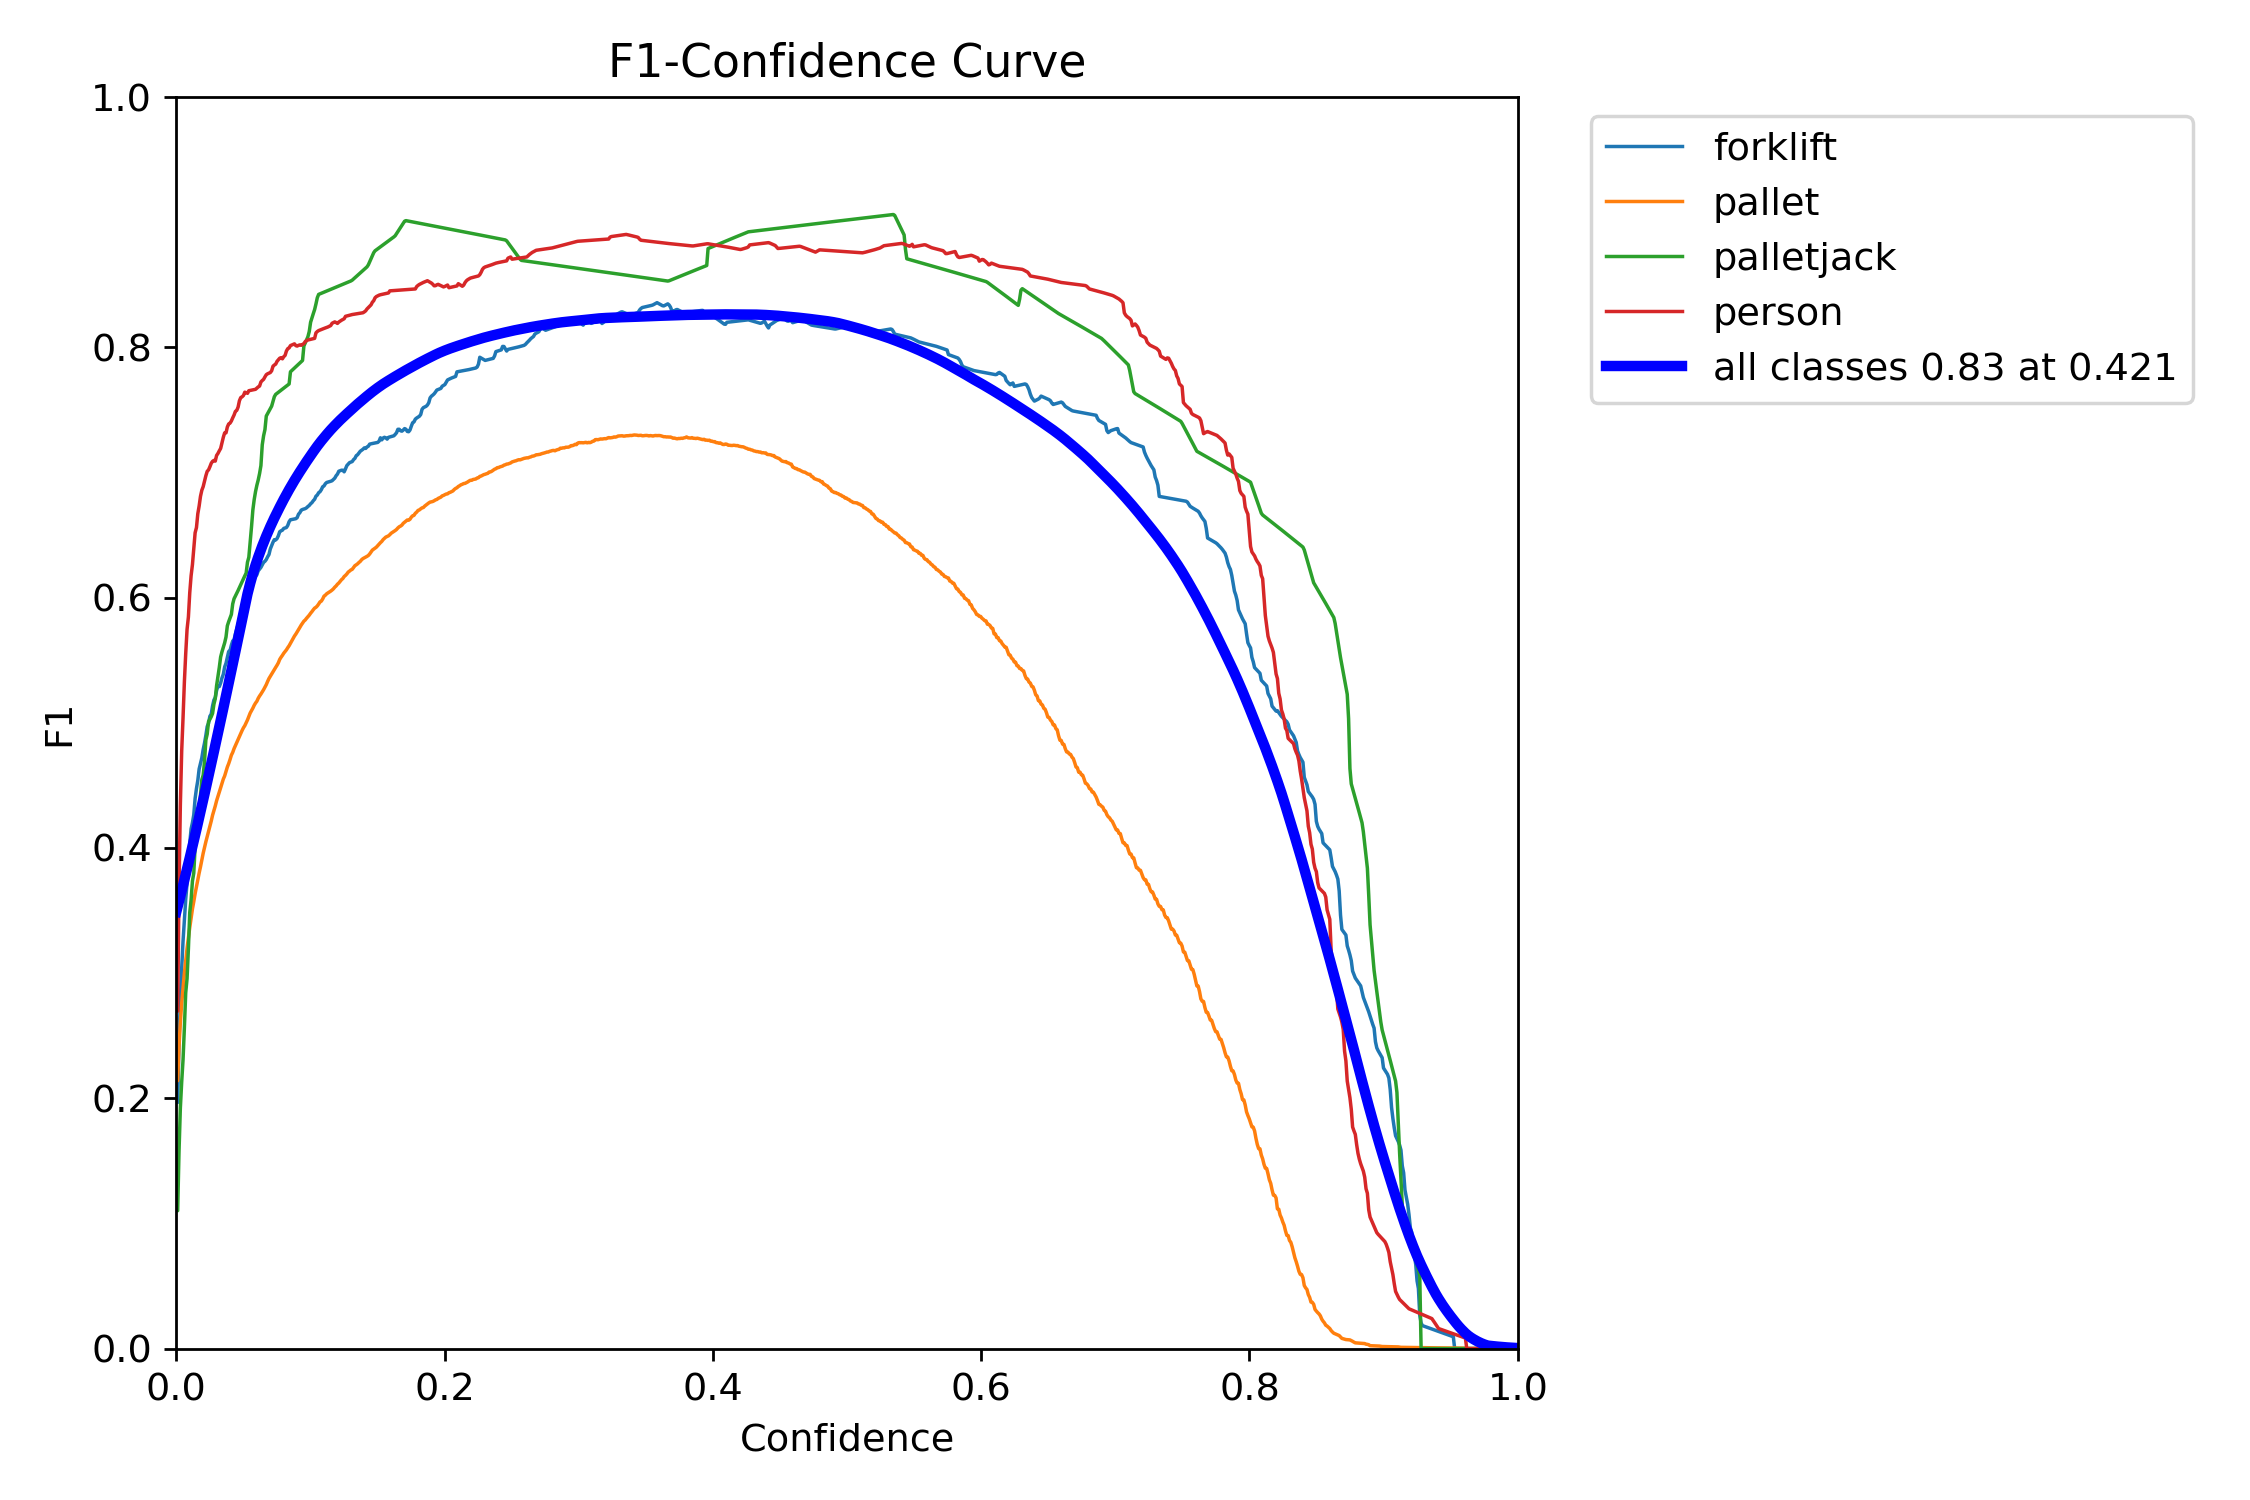 F1-Confidence Curve
1.0
0.8
0.6
0.4
0.2
0.0
F1
0.0 0.2 0.4 0.6 0.8 1.0
Confidence
forklift
pallet
palletjack
person
all classes 0.83 at 0.421